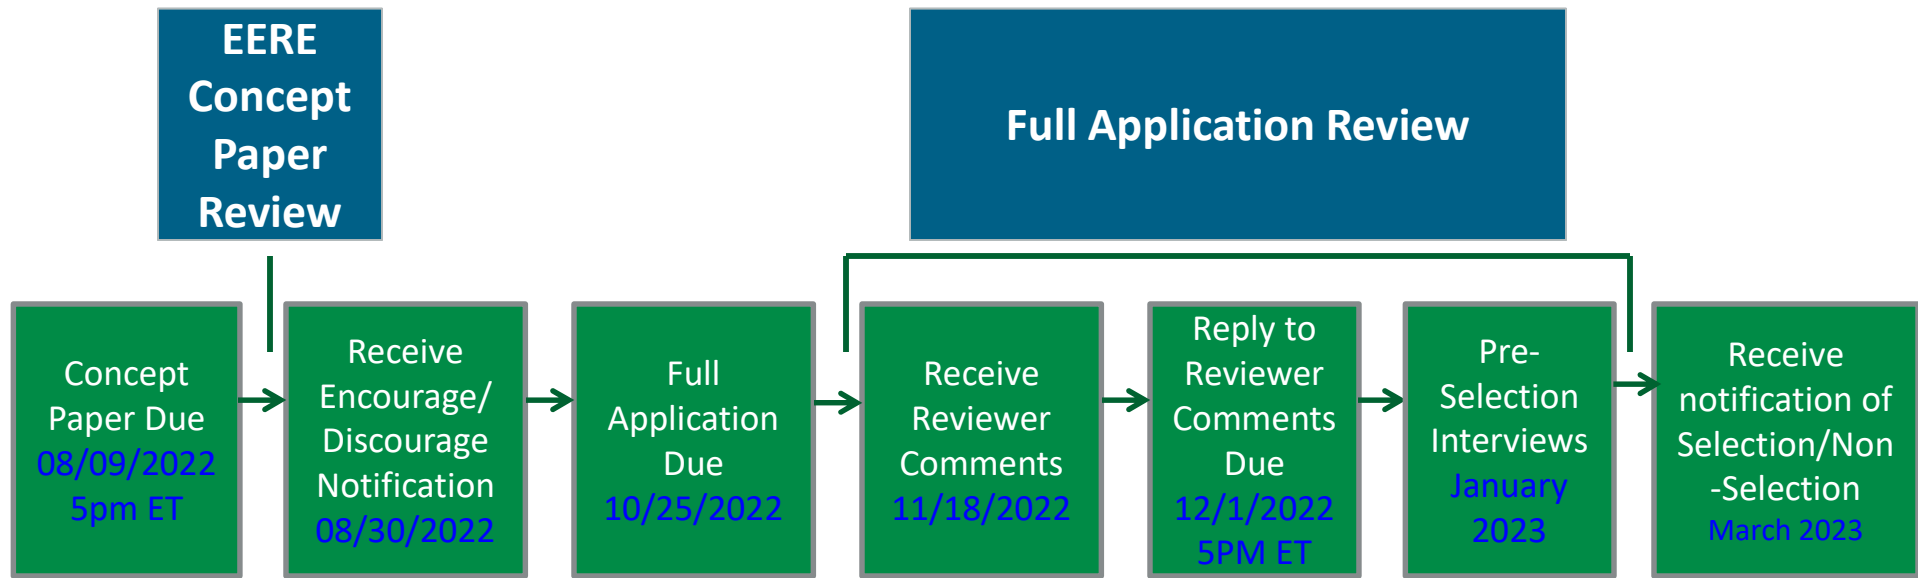 EERE
Concept
Paper
Review
Full Application Review
Concept
Paper Due
08/09/2022
5pm ET
Receive
Encourage/
Discourage
Notification
08/30/2022
Full
Application
Due
10/25/2022
Receive
Reviewer
Comments
11/18/2022
Reply to
Reviewer
Comments
Due
12/1/2022
5PM ET
Pre-
Selection
Interviews
January
2023
Receive
notification of
Selection/Non
-Selection
March 2023